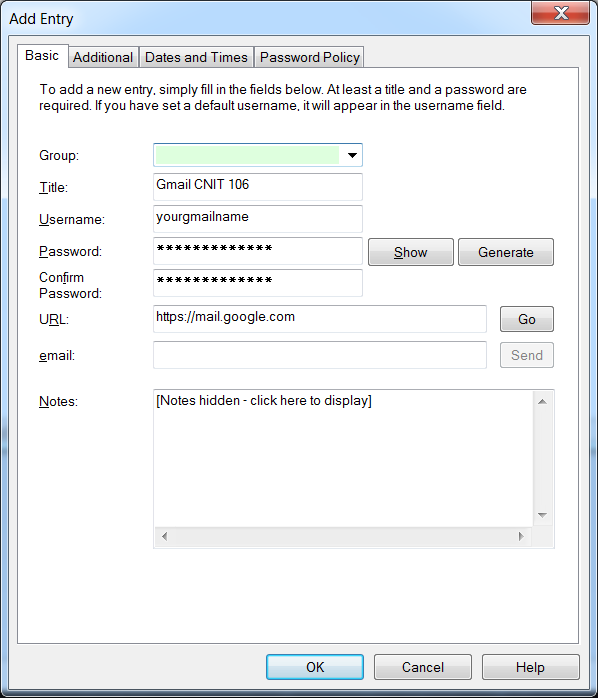 Add Entry
Basic Additional Dates and Times Password Policy
To add a new entry, simply fill in the fields below. At least a title and a password are
required. If you have set a default username, it will appear in the username field.
Group:
Title: Gmail CNIT 106
Username: yourgmailname
Password: ************* Show Generate
Confirm
Password: *************
URL: https://mail.google.com Go
email: Send
Notes: [Notes hidden - click here to display]
OK Cancel Help